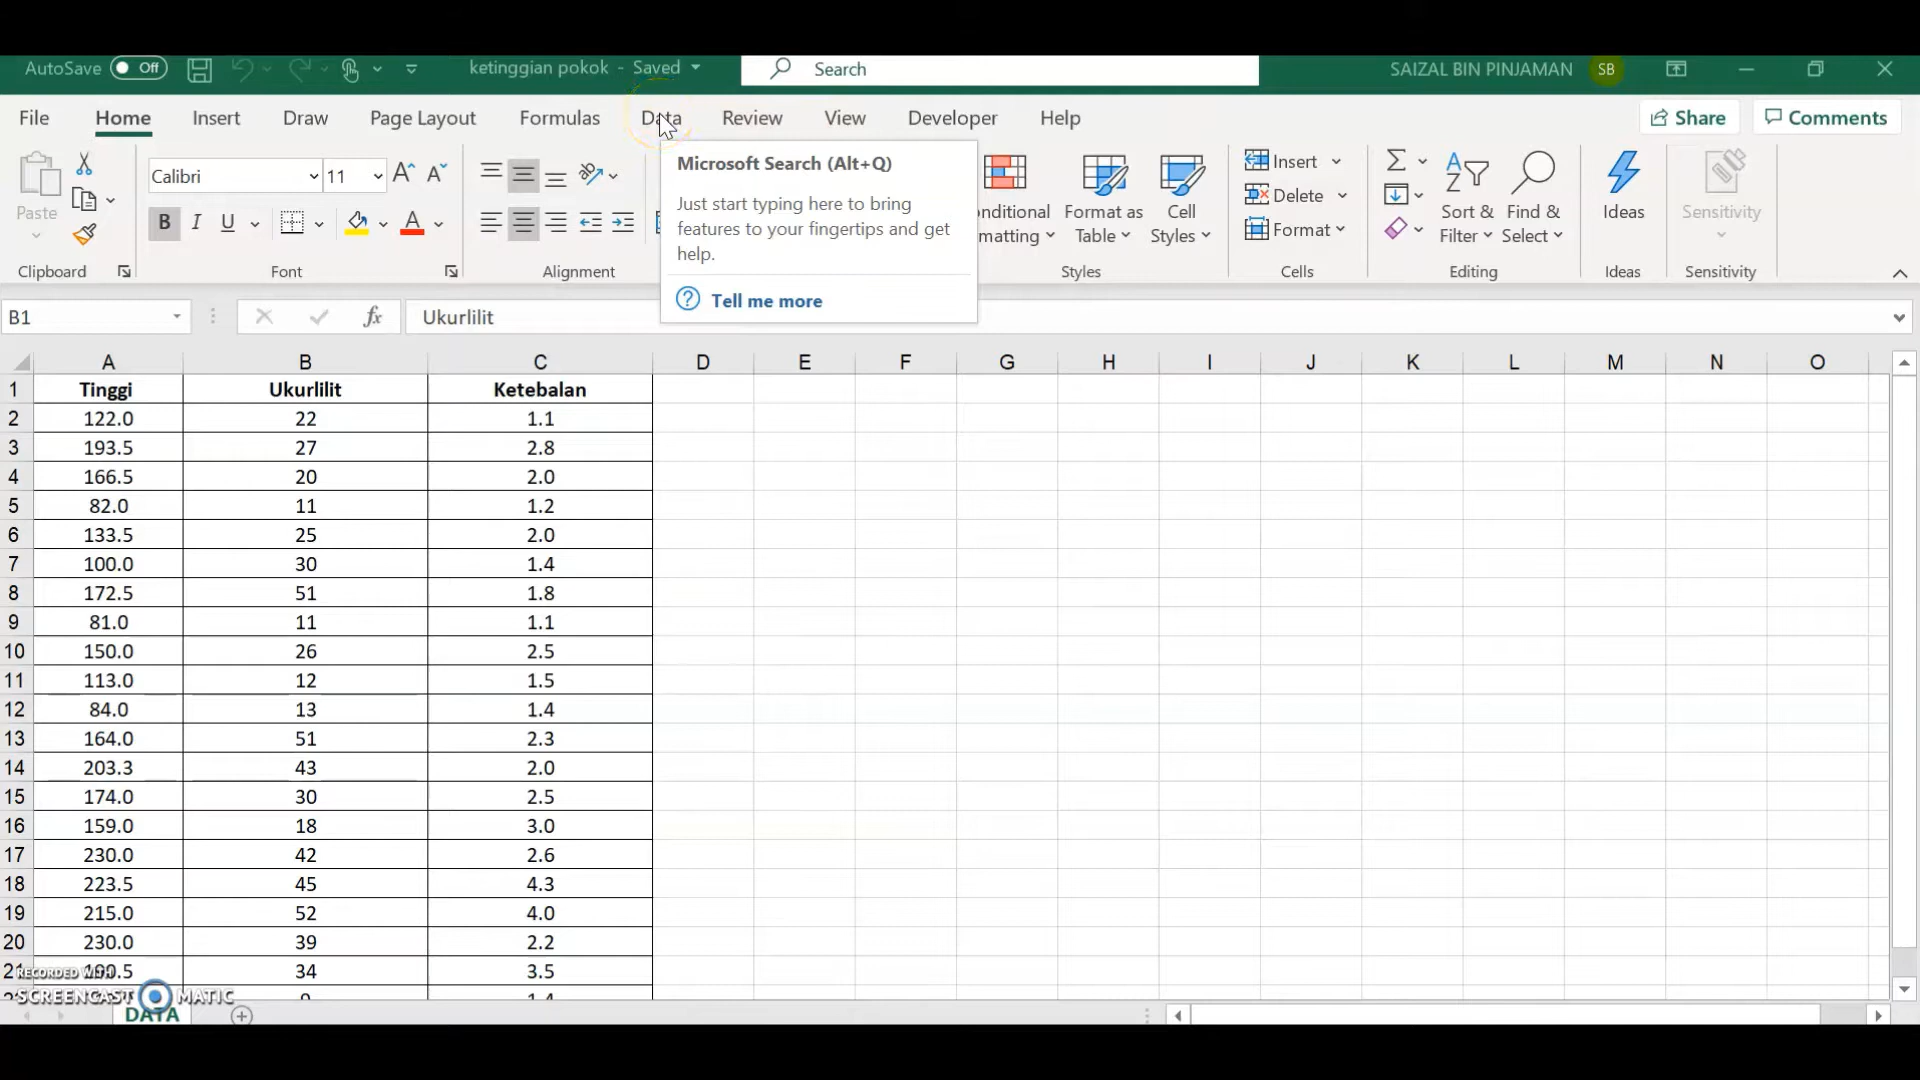 AutoSave Off ketinggian pokok - Saved Search SAIZAL BIN PINJAMAN SB
File Home Insert Draw Page Layout Formulas Data Review View Developer Help Share Comments
Paste Calibri 11 Microsoft Search (Alt+Q) Insert
Just start typing here to bring features to your fingertips and get help.
Tell me more
B I U onditional matting Format as Table Cell Styles Delete Format Sort & Filter Find & Select Ideas Sensitivity
Clipboard Font Alignment Styles Cells Editing Ideas Sensitivity
B1 fx Ukurlilit
A B C D E F G H I J K L M N O
1 Tinggi Ukurlilit Ketebalan
2 122.0 22 1.1
3 193.5 27 2.8
4 166.5 20 2.0
5 82.0 11 1.2
6 133.5 25 2.0
7 100.0 30 1.4
8 172.5 51 1.8
9 81.0 11 1.1
10 150.0 26 2.5
11 113.0 12 1.5
12 84.0 13 1.4
13 164.0 51 2.3
14 203.3 43 2.0
15 174.0 30 2.5
16 159.0 18 3.0
17 230.0 42 2.6
18 223.5 45 4.3
19 215.0 52 4.0
20 230.0 39 2.2
21 34 3.5
RECORDED WITH
SCREENCAST MATIC
DATA